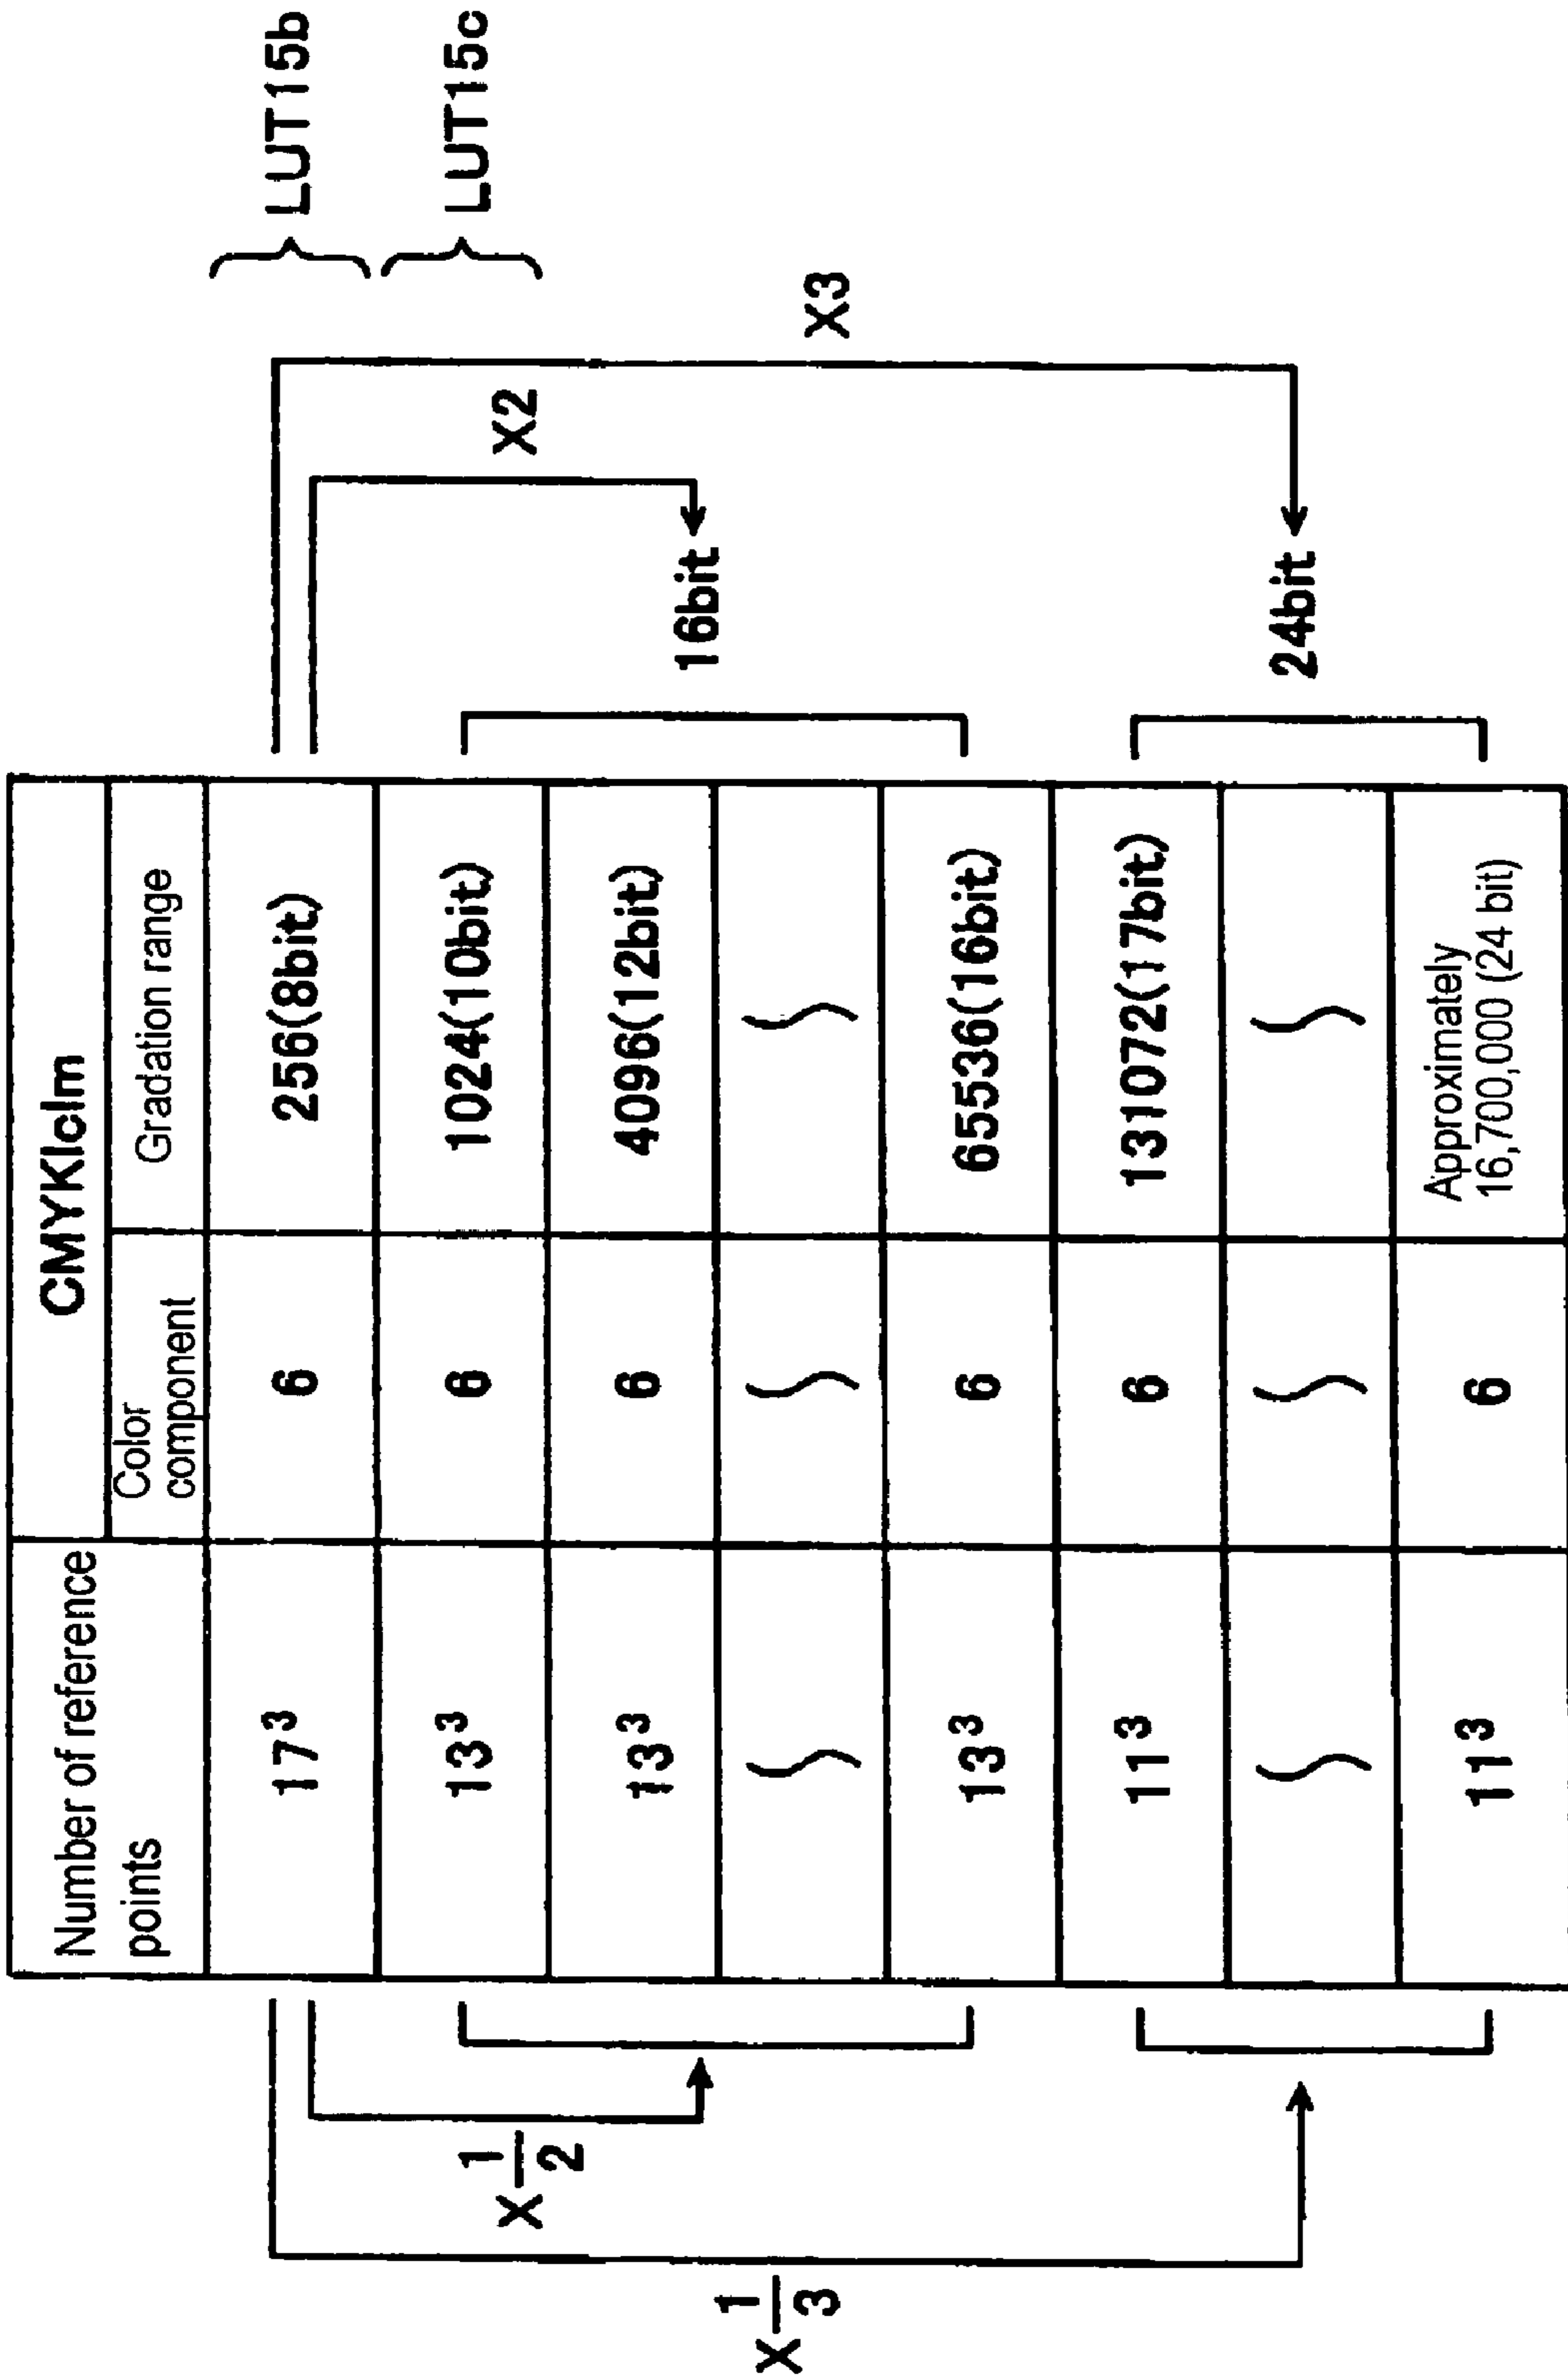 Number of reference
points
CMYKlclm
Color
component
Gradation range
17³ 6 256(8bit)
13³ 6 1024(10bit)
13³ 6 4096(12bit)
13³ 6 65536(16bit)
11³ 6 131072(17bit)
11³ 6 Approximately
16,700,000 (24 bit)
X 1/3
X 1/2
16bit
24bit
X2
X3
LUT15b
LUT15c